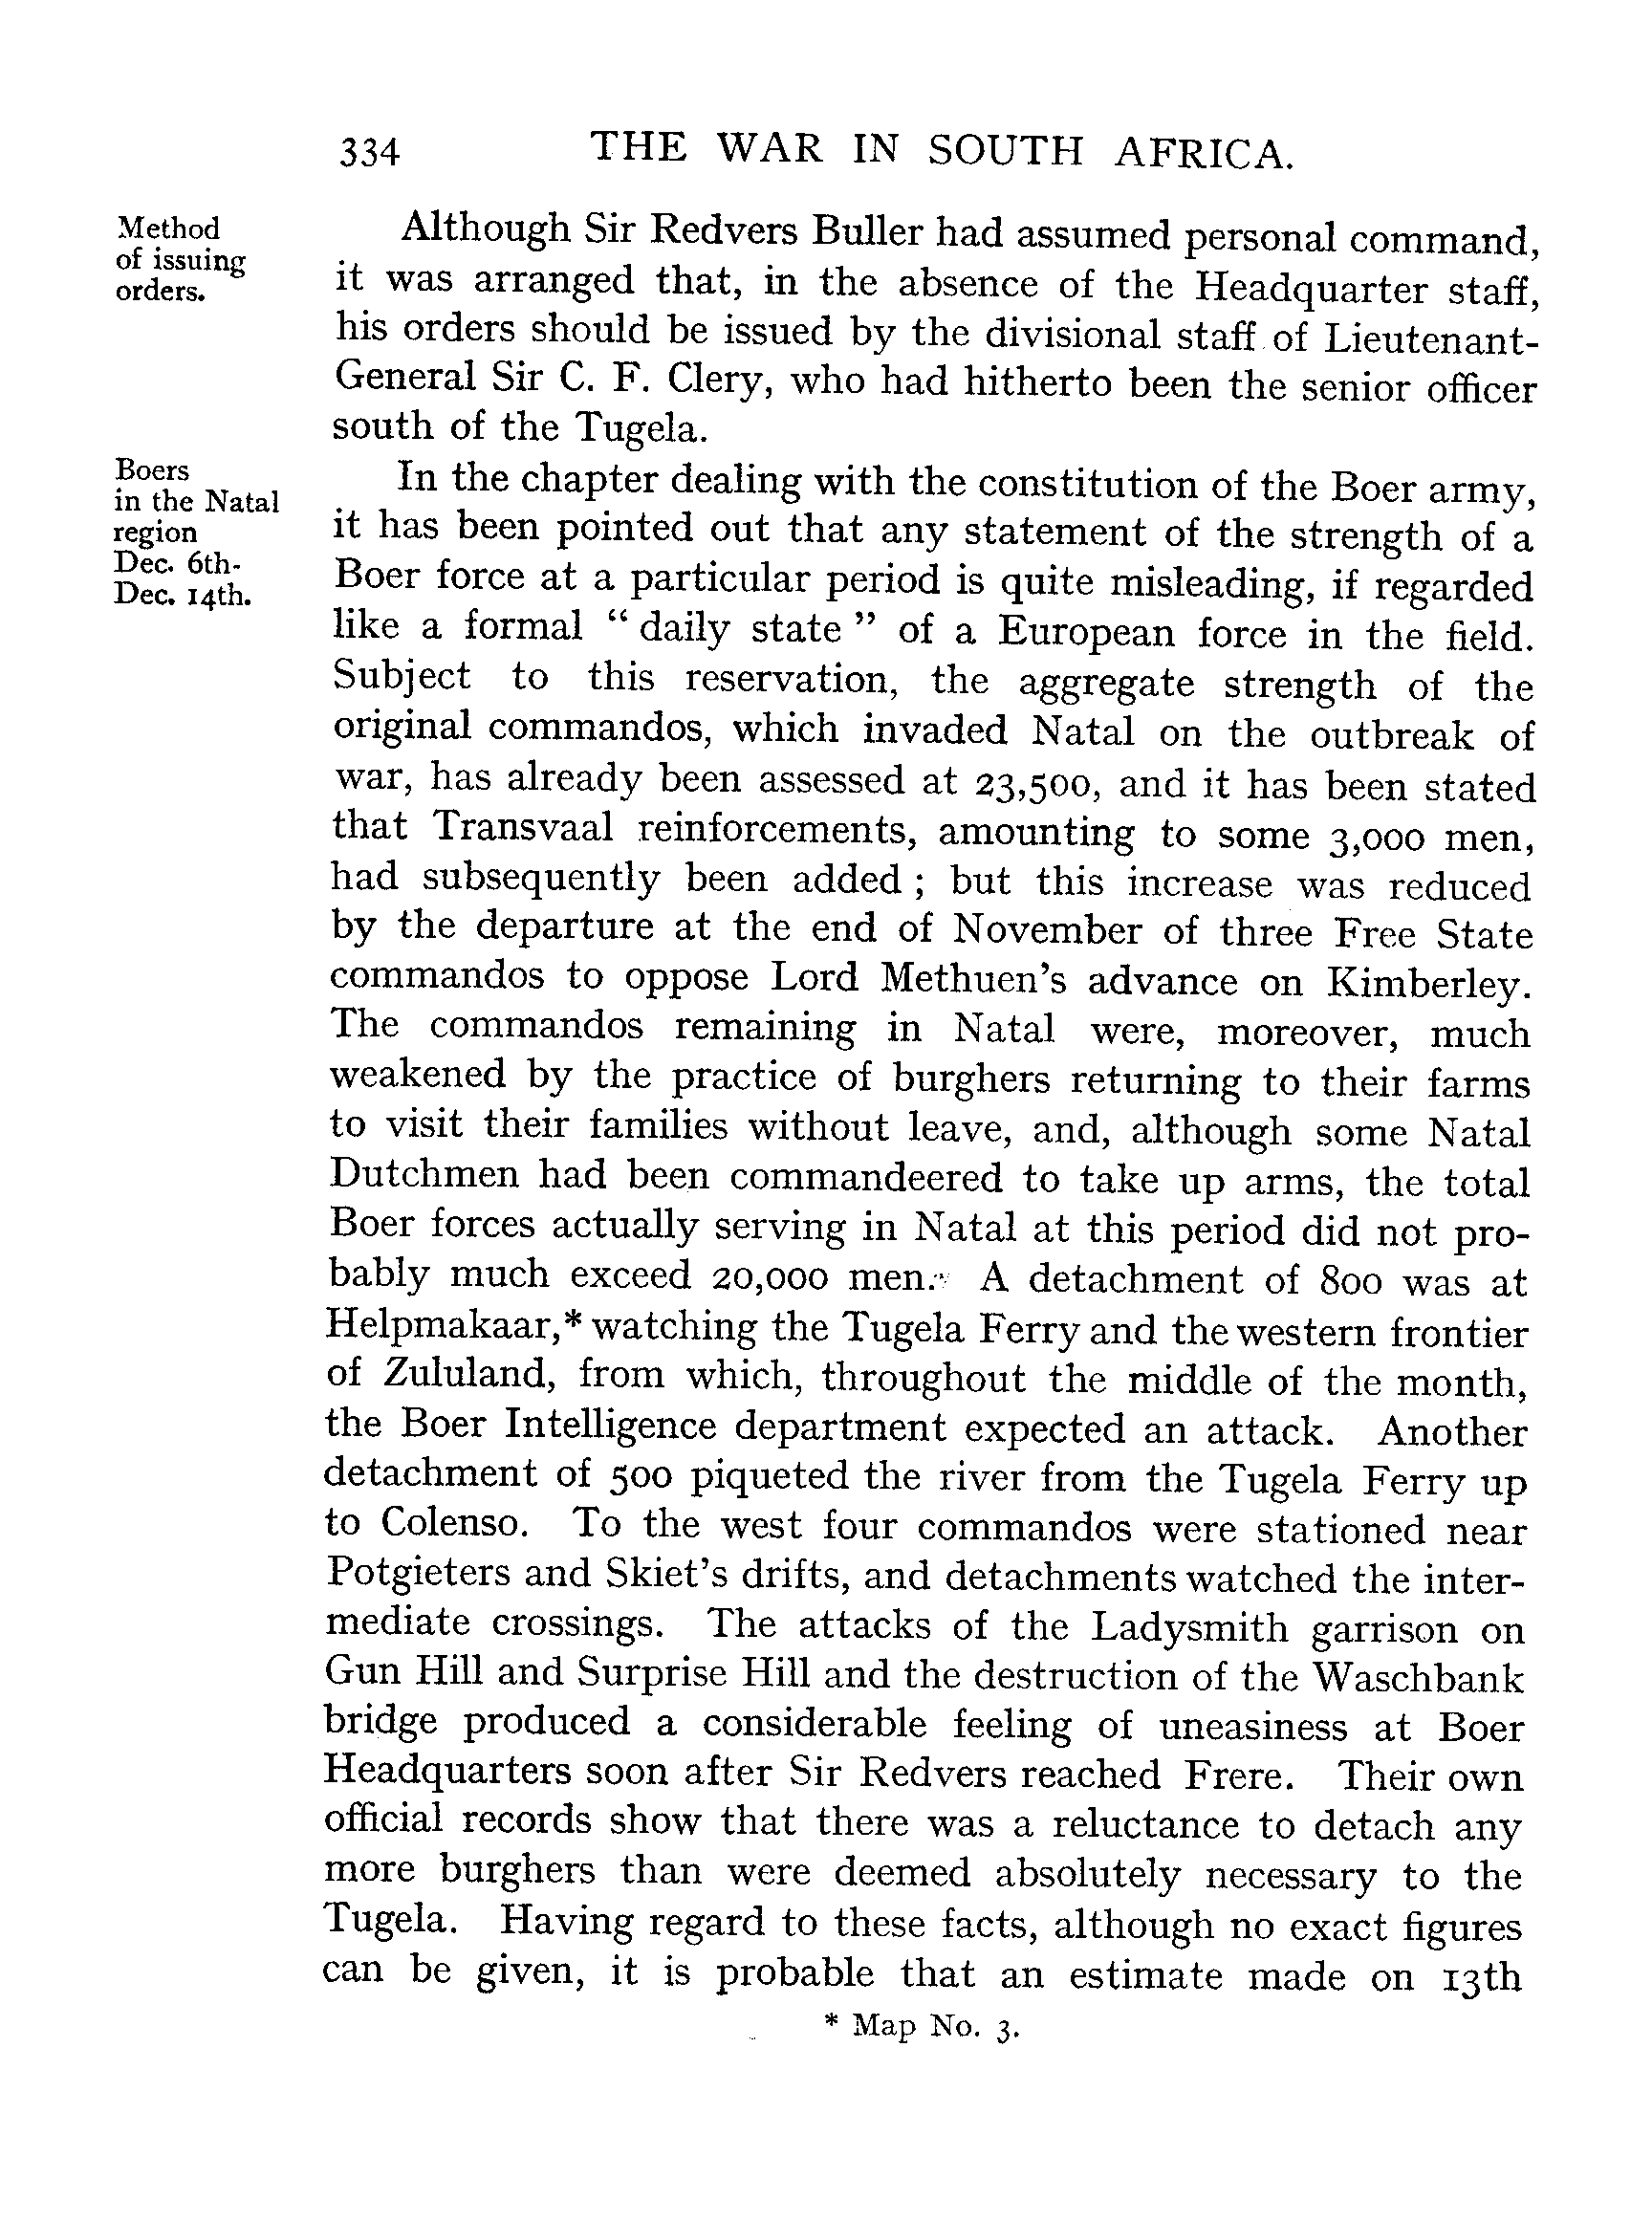 334 THE WAR IN SOUTH AFRICA.
Method
of issuing
orders.
Although Sir Redvers Buller had assumed personal command,
it was arranged that, in the absence of the Headquarter staff,
his orders should be issued by the divisional staff of Lieutenant-
General Sir C. F. Clery, who had hitherto been the senior officer
south of the Tugela.
Boers
in the Natal
region
Dec. 6th-
Dec. 14th.
In the chapter dealing with the constitution of the Boer army,
it has been pointed out that any statement of the strength of a
Boer force at a particular period is quite misleading, if regarded
like a formal “ daily state ” of a European force in the field.
Subject to this reservation, the aggregate strength of the
original commandos, which invaded Natal on the outbreak of
war, has already been assessed at 23,500, and it has been stated
that Transvaal reinforcements, amounting to some 3,000 men,
had subsequently been added ; but this increase was reduced
by the departure at the end of November of three Free State
commandos to oppose Lord Methuen’s advance on Kimberley.
The commandos remaining in Natal were, moreover, much
weakened by the practice of burghers returning to their farms
to visit their families without leave, and, although some Natal
Dutchmen had been commandeered to take up arms, the total
Boer forces actually serving in Natal at this period did not pro-
bably much exceed 20,000 men. A detachment of 800 was at
Helpmakaar,* watching the Tugela Ferry and the western frontier
of Zululand, from which, throughout the middle of the month,
the Boer Intelligence department expected an attack. Another
detachment of 500 piqueted the river from the Tugela Ferry up
to Colenso. To the west four commandos were stationed near
Potgieters and Skiet’s drifts, and detachments watched the inter-
mediate crossings. The attacks of the Ladysmith garrison on
Gun Hill and Surprise Hill and the destruction of the Waschbank
bridge produced a considerable feeling of uneasiness at Boer
Headquarters soon after Sir Redvers reached Frere. Their own
official records show that there was a reluctance to detach any
more burghers than were deemed absolutely necessary to the
Tugela. Having regard to these facts, although no exact figures
can be given, it is probable that an estimate made on 13th
* Map No. 3.